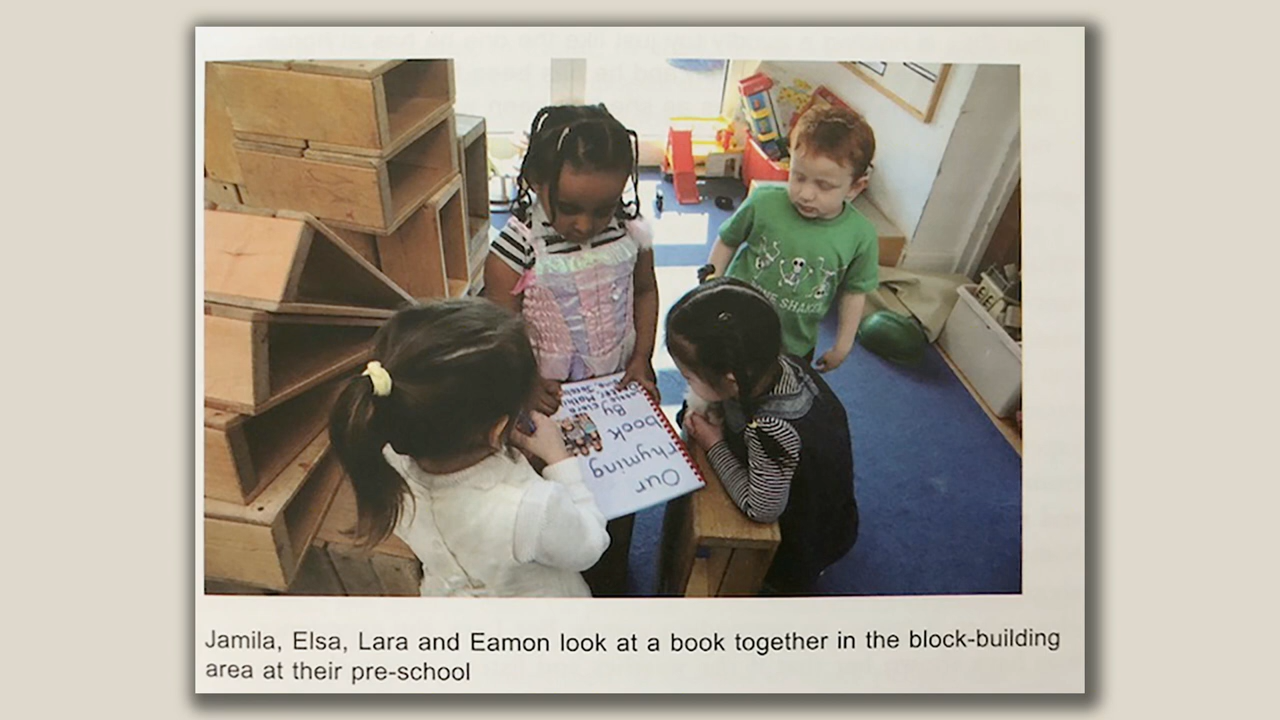 Our
rhyming
book
By
Jamila, Elsa, Lara and Eamon look at a book together in the block-building
area at their pre-school